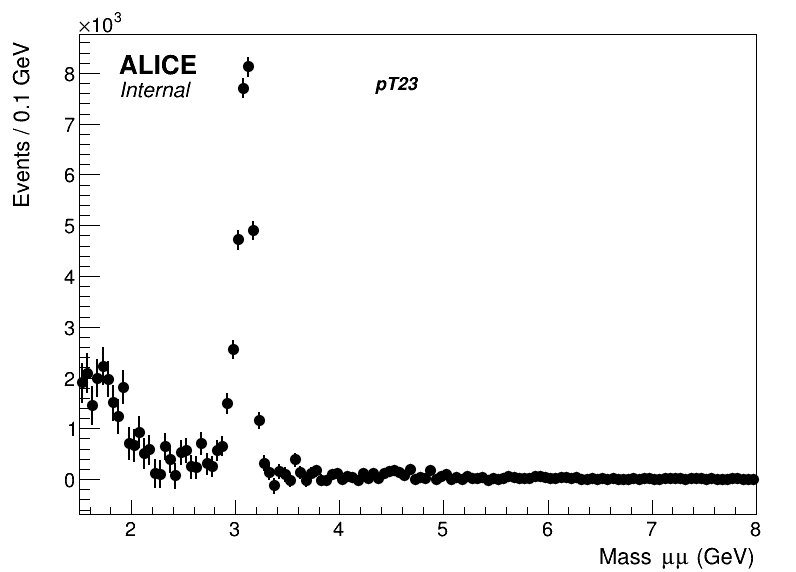 ×10³
ALICE
Internal
pT23
Events / 0.1 GeV
8
7
6
5
4
3
2
1
0
2 3 4 5 6 7 8
Mass μμ (GeV)